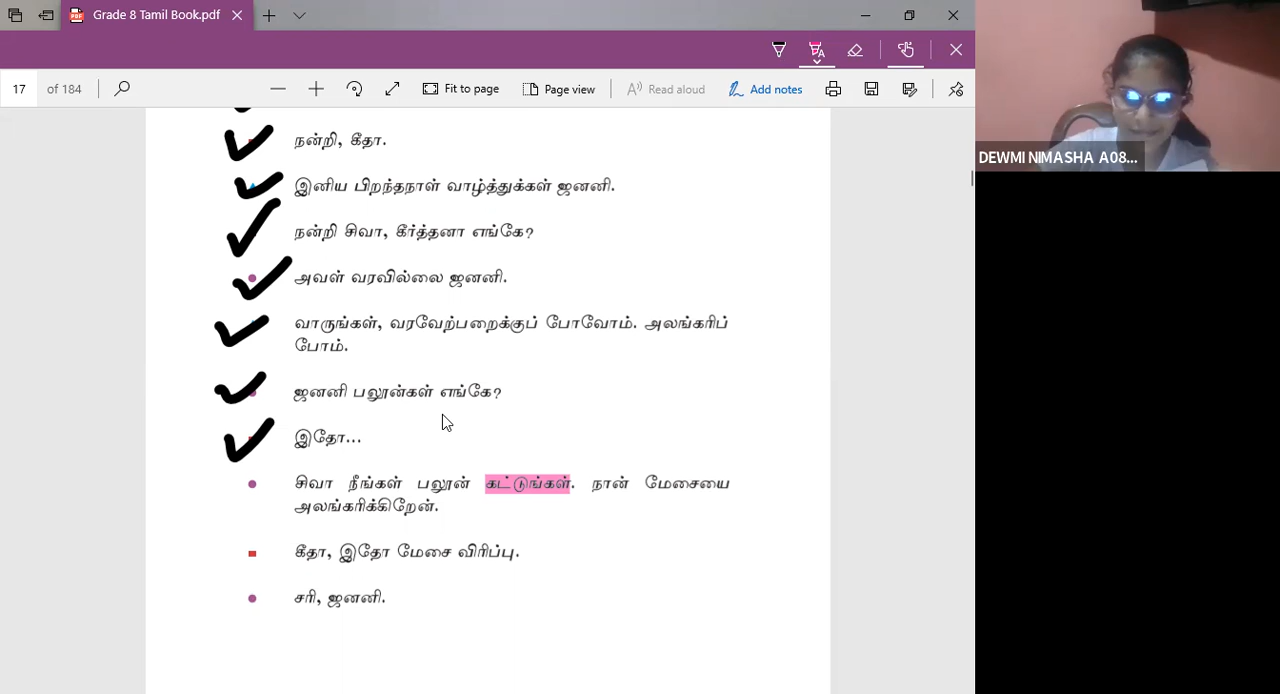 Grade 8 Tamil Book.pdf
17 of 184
Fit to page
Page view
Read aloud
Add notes
நன்றி, கீதா.
இனிய பிறந்தநாள் வாழ்த்துக்கள் ஜனனி.
நன்றி சிவா, கீர்த்தனா எங்கே?
அவள் வரவில்லை ஜனனி.
வாருங்கள், வரவேற்பறைக்குப் போவோம். அலங்கரிப்
போம்.
ஜனனி பலூன்கள் எங்கே?
இதோ...
சிவா நீங்கள் பலூன் கட்டுங்கள். நான் மேசையை
அலங்கரிக்கிறேன்.
கீதா, இதோ மேசை விரிப்பு.
சரி, ஜனனி.
DEWMI NIMASHA A08...